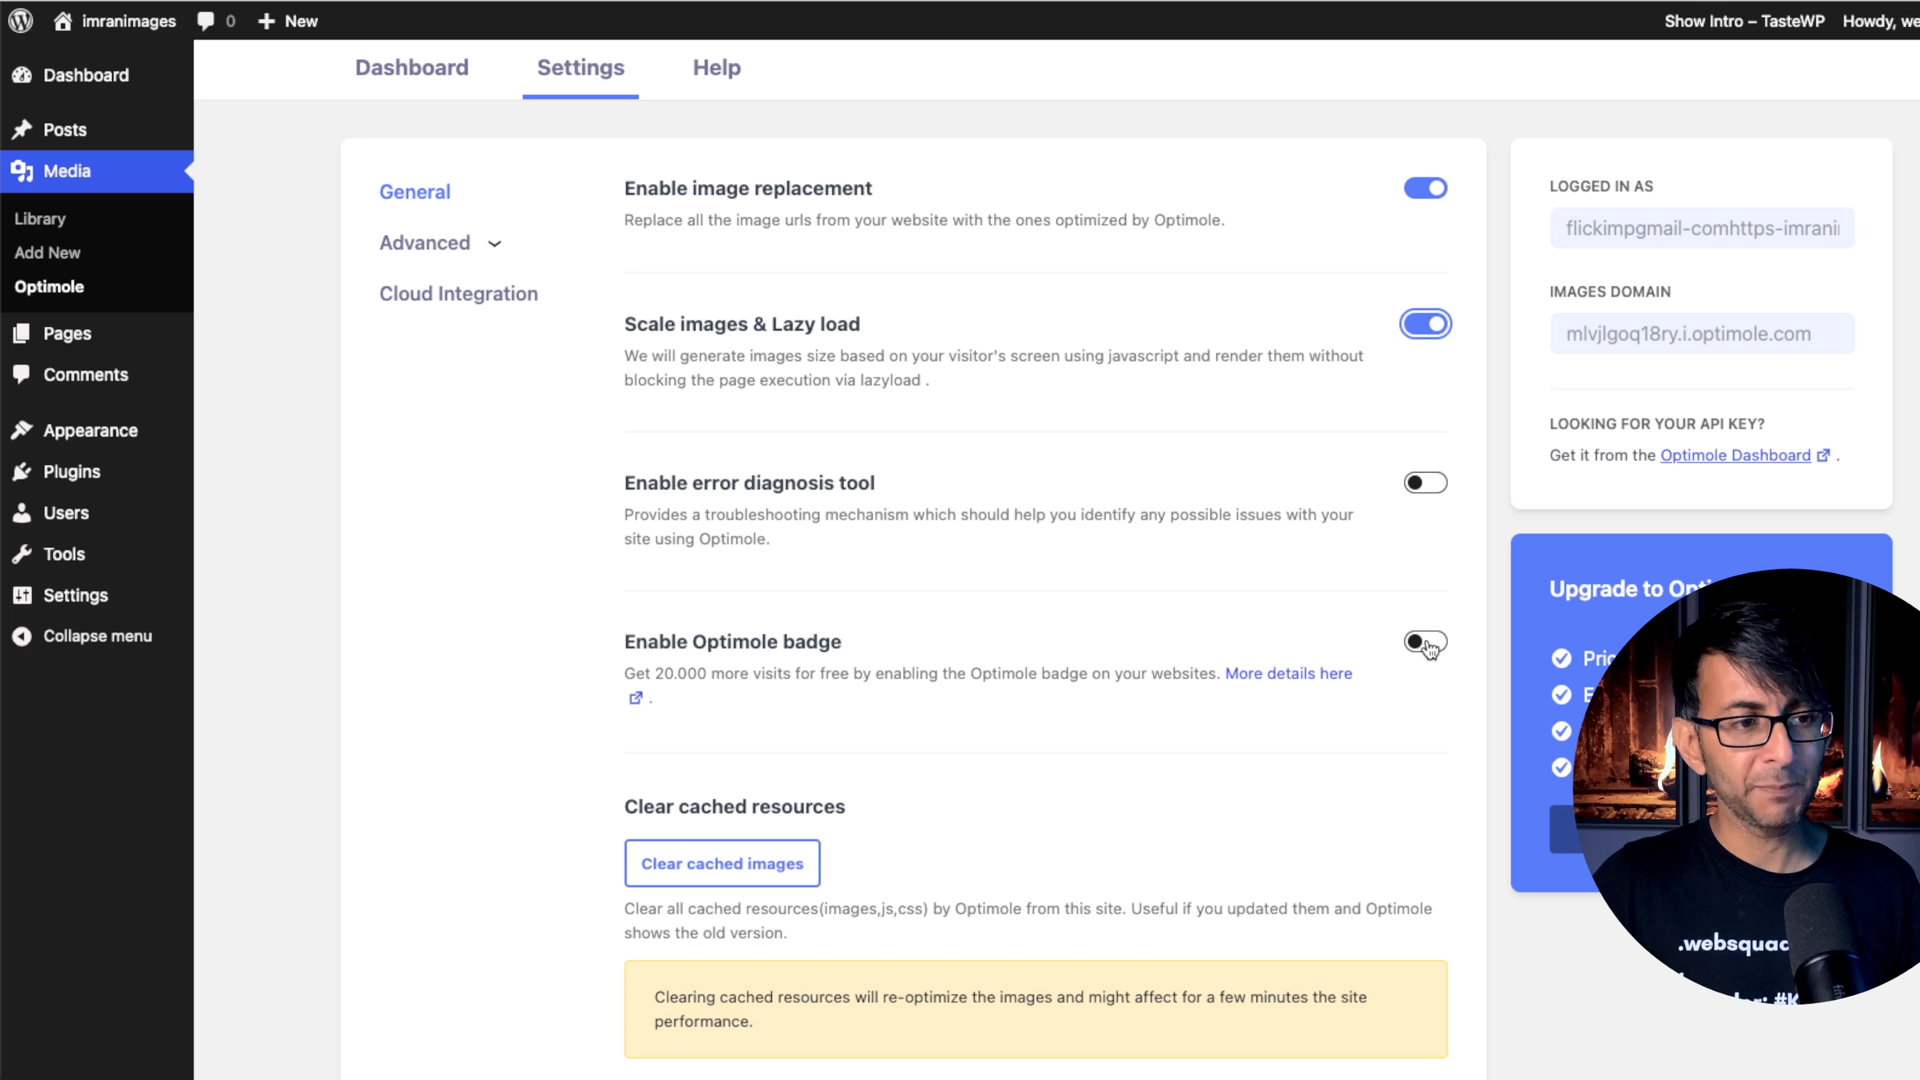 imranimages
0
New
Show Intro – TasteWP
Howdy, we
Dashboard
Posts
Media
Library
Add New
Optimole
Pages
Comments
Appearance
Plugins
Users
Tools
Settings
Collapse menu
Dashboard
Settings
Help
General
Advanced
Cloud Integration
Enable image replacement
Replace all the image urls from your website with the ones optimized by Optimole.
Scale images & Lazy load
We will generate images size based on your visitor's screen using javascript and render them without
blocking the page execution via lazyload .
Enable error diagnosis tool
Provides a troubleshooting mechanism which should help you identify any possible issues with your
site using Optimole.
Enable Optimole badge
Get 20.000 more visits for free by enabling the Optimole badge on your websites. More details here
.
Clear cached resources
Clear cached images
Clear all cached resources(images,js,css) by Optimole from this site. Useful if you updated them and Optimole
shows the old version.
Clearing cached resources will re-optimize the images and might affect for a few minutes the site
performance.
LOGGED IN AS
flickimpgmail-comhttps-imrani
IMAGES DOMAIN
mlvjlgoq18ry.i.optimole.com
LOOKING FOR YOUR API KEY?
Get it from the Optimole Dashboard .
Upgrade to
.websquad